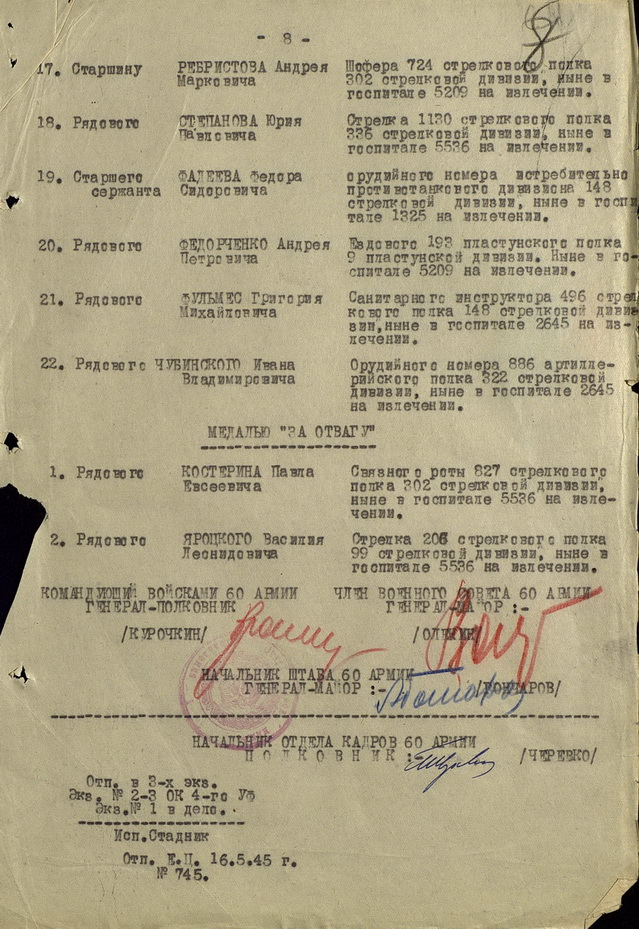 - 8 -
8
17. Старшину РЕБРИСТОВА Андрея Шофера 724 стрелкового полка
Марковича 302 стрелковой дивизии, ныне в
госпитале 5209 на излечении.
18. Рядового СТЕПАНОВА Юрия Стрелка 1130 стрелкового полка
Павловича 336 стрелковой дивизии, ныне в
госпитале 5536 на излечении.
19. Старшего ФАДЕЕВА Федора орудийного номера истребительно
сержанта Сидоровича противотанкового дивизиона 148
стрелковой дивизии, ныне в госпи
тале 1325 на излечении.
20. Рядового ФЕДОРЧЕНКО Андрея Ездового 193 пластунского полка
Петровича 9 пластунской дивизии. Ныне в го-
спитале 5209 на излечении.
21. Рядового ФУЛЬМЕС Григория Санитарного инструктора 496 стрел
Михайловича кового полка 148 стрелковой дивиз
зии,ныне в госпитале 2645 на из-
лечении.
22. Рядового ЧУБИНСКОГО Ивана Орудийного номера 886 артилле-
Владимировича рийского полка 322 стрелковой
дивизии, ныне в госпитале 2645
на излечении.
МЕДАЛЬЮ "ЗА ОТВАГУ"
1. Рядового КОСТЕРИНА Павла Связного роты 827 стрелкового
Евсеевича полка 302 стрелковой дивизии,
ныне в госпитале 5536 на изле-
чении.
2. Рядового ЯРОЦКОГО Василия Стрелка 206 стрелкового полка
Леонидовича 99 стрелковой дивизии, ныне в
госпитале 5536 на излечении.
КОМАНДУЮЩИЙ ВОЙСКАМИ 60 АРМИИ ЧЛЕН ВОЕННОГО СОВЕТА 60 АРМИИ
ГЕНЕРАЛ-ПОЛКОВНИК ГЕНЕРАЛ-МАЙОР :-
/КУРОЧКИН/ /ОЛЕЙНИК/
НАЧАЛЬНИК ШТАБА 60 АРМИИ
ГЕНЕРАЛ-МАЙОР :- /ГОНЧАРОВ/
НАЧАЛЬНИК ОТДЕЛА КАДРОВ 60 АРМИИ
ПОЛКОВНИК : /ЧЕРЕВКО/
Отп. в 3-х экз.
Экз. № 2-3 ОК 4-го УФ
Экз.№ 1 в дело.
Исп.Стадник
Отп. Е.Ц. 16.5.45 г.
№ 745.